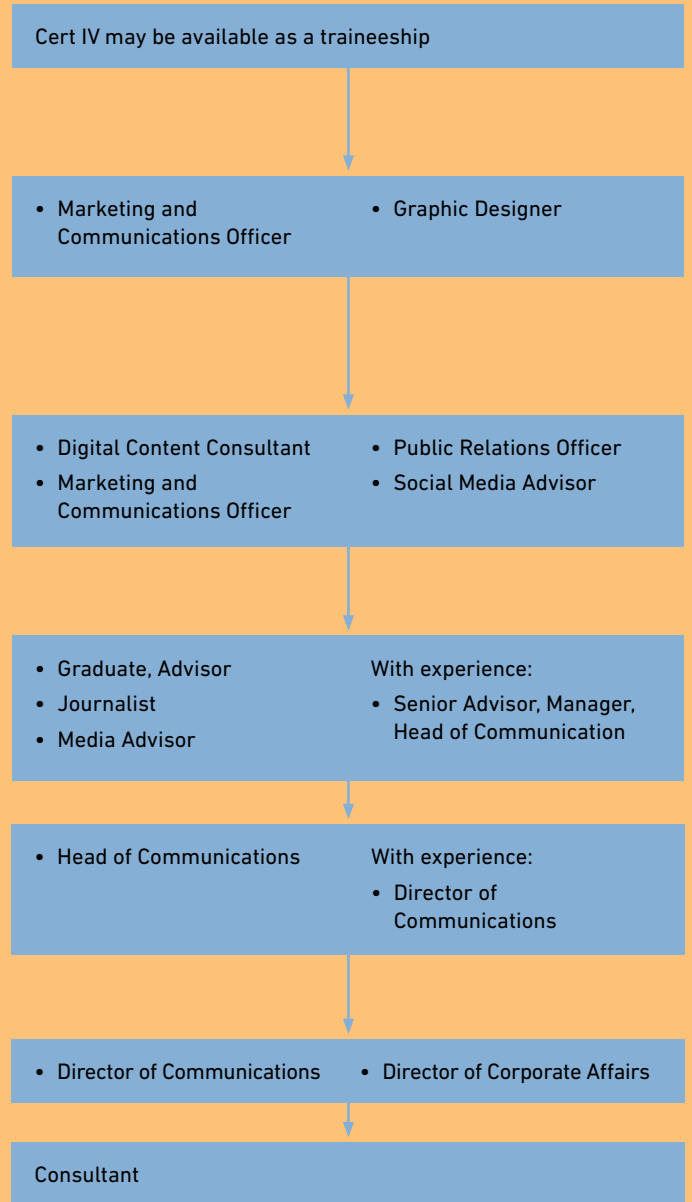 Cert IV may be available as a traineeship
• Marketing and
Communications Officer
• Graphic Designer
• Digital Content Consultant
• Marketing and
Communications Officer
• Public Relations Officer
• Social Media Advisor
• Graduate, Advisor
• Journalist
• Media Advisor
With experience:
• Senior Advisor, Manager,
Head of Communication
• Head of Communications
With experience:
• Director of
Communications
• Director of Communications
• Director of Corporate Affairs
Consultant